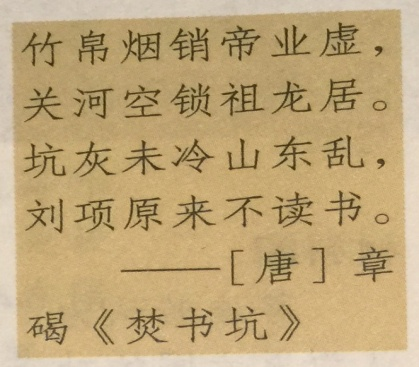 竹帛烟销帝业虚，
关河空锁祖龙居。
坑灰未冷山东乱，
刘项原来不读书。
——［唐］章
碣《焚书坑》